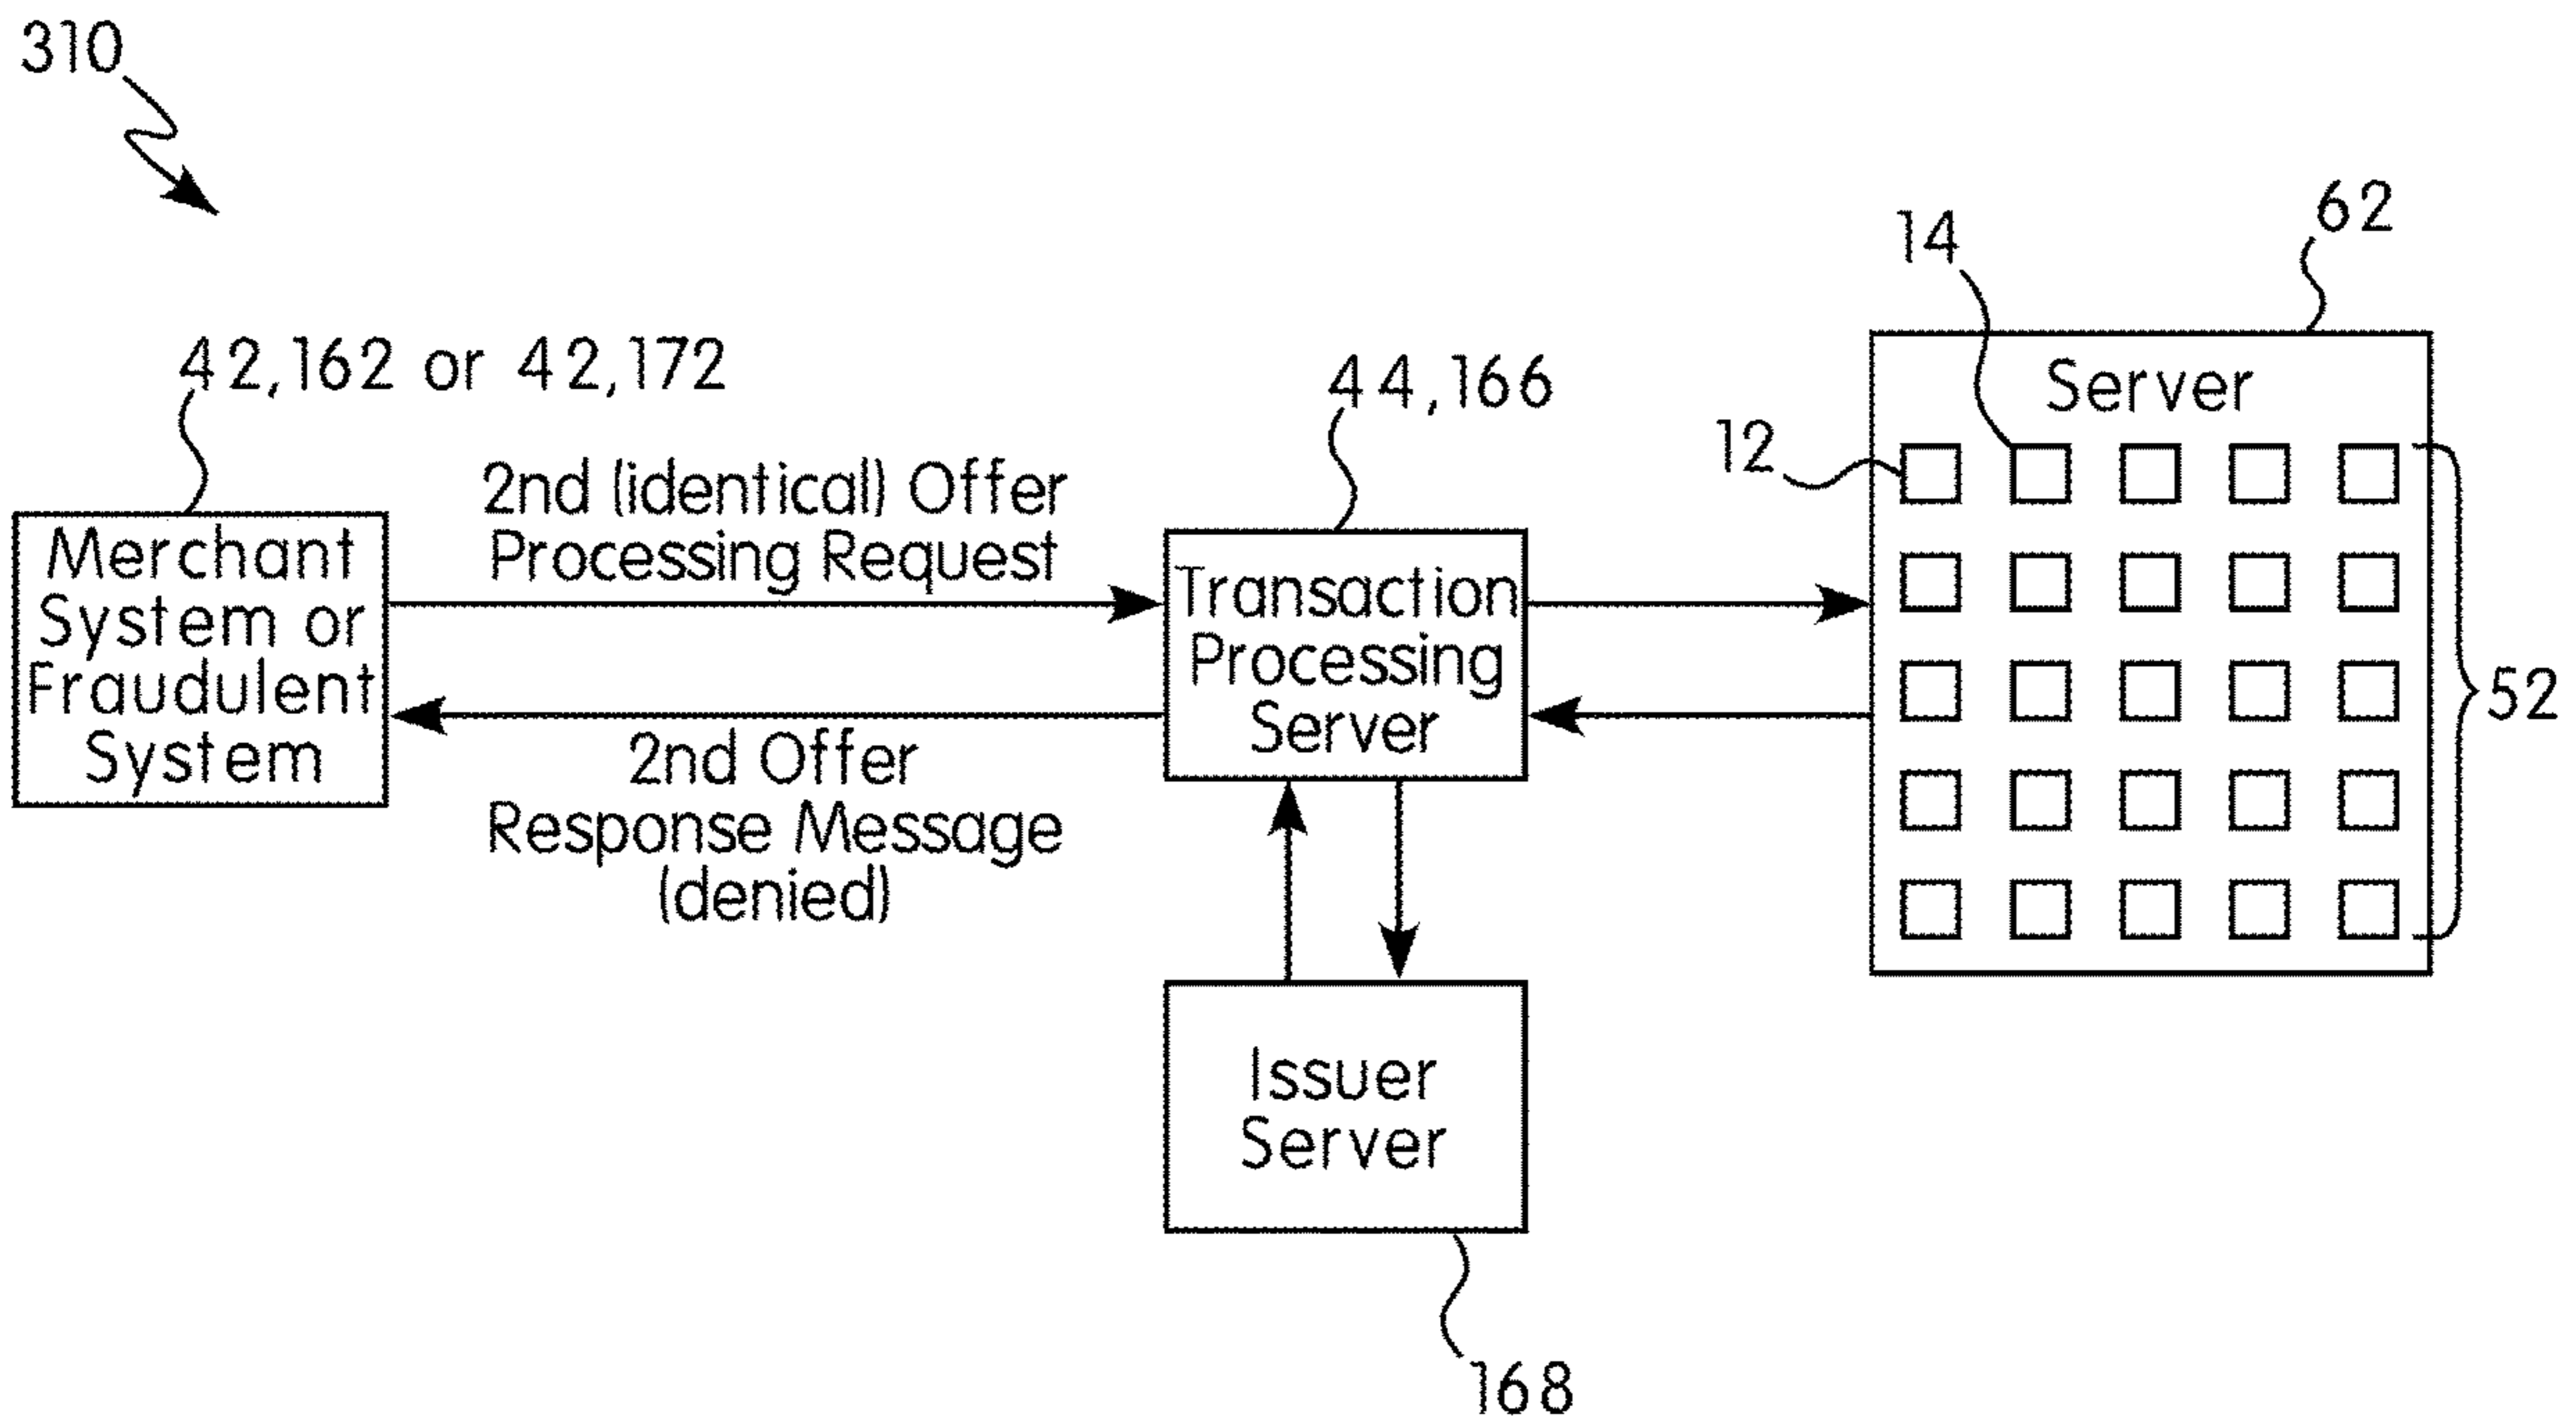 310
62
14
42,162 or 42,172
44,166
Server
12
2nd (identical) Offer
Processing Request
Merchant
System or
Fraudulent
System
Transaction
Processing
Server
52
2nd Offer
Response Message
(denied)
Issuer
Server
168